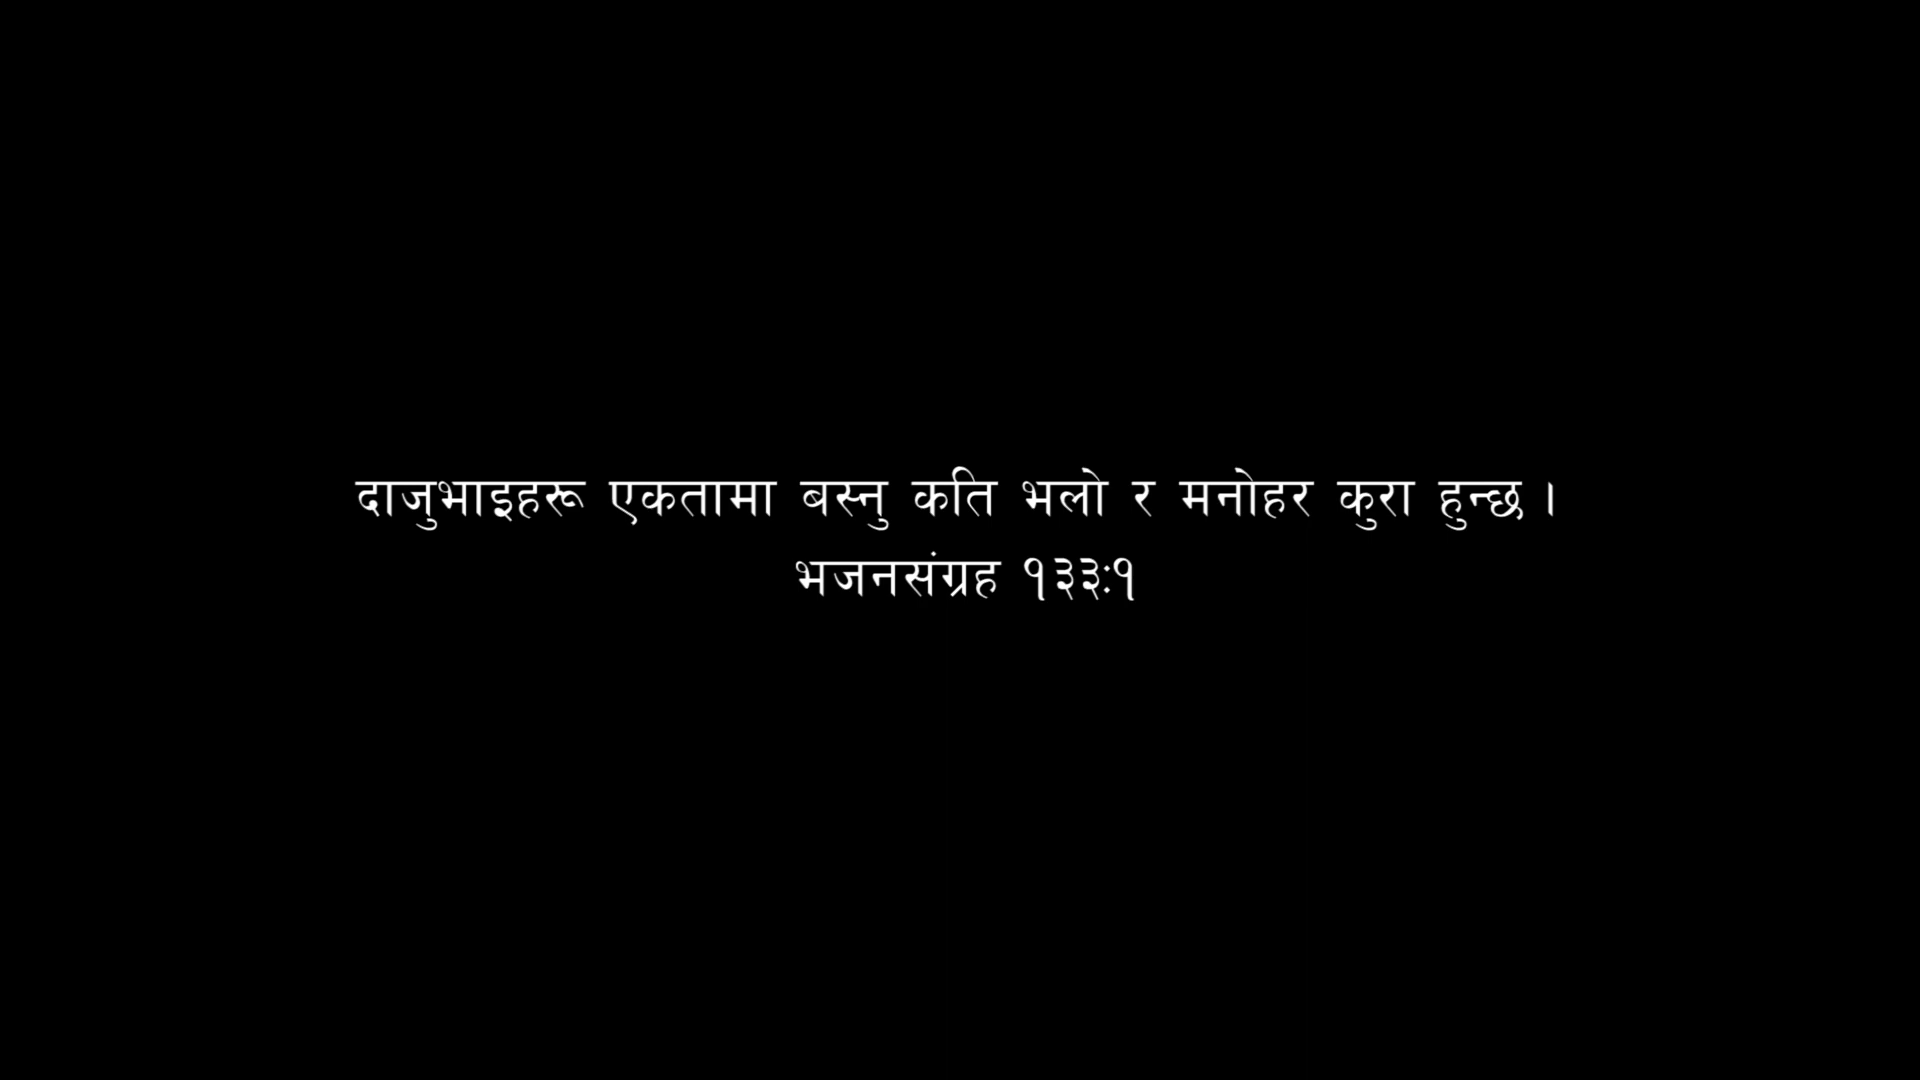 दाजुभाइहरू एकतामा बस्नु कति भलो र मनोहर कुरा हुन्छ ।
भजनसंग्रह १३३:१